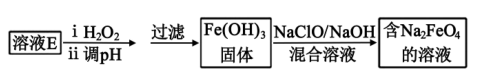 溶液E
ⅰ H₂O₂
ⅱ 调pH
过滤
Fe(OH)₃
固体
NaClO/NaOH
混合溶液
含Na₂FeO₄
的溶液